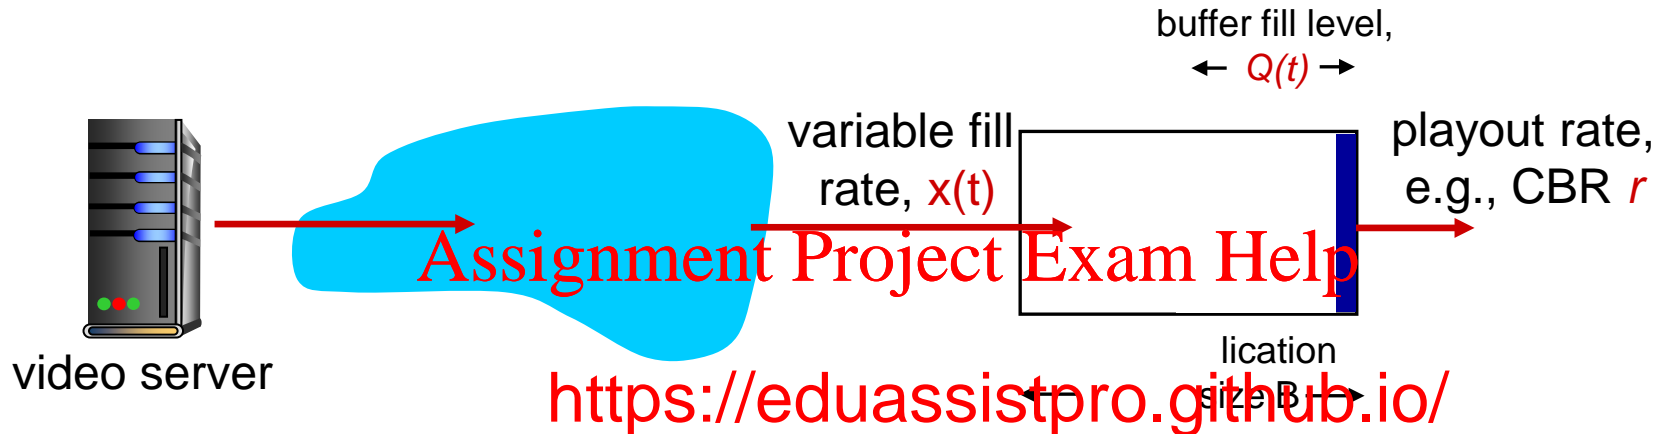 buffer fill level,
Q(t)
variable fill
rate, x(t)
playout rate,
e.g., CBR r
Assignment Project Exam Help
video server
lication
size B
https://eduassistpro.github.io/